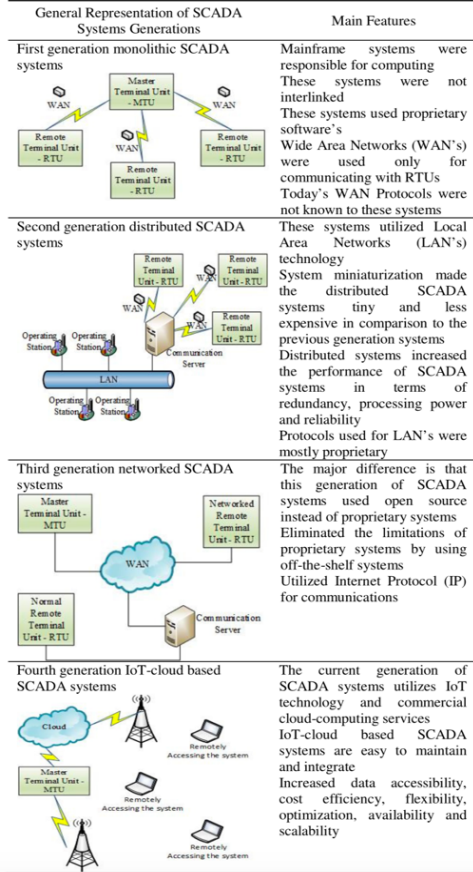 General Representation of SCADA
Systems Generations
Main Features
First generation monolithic SCADA
systems
Master
Terminal Unit -
MTU
WAN
WAN
WAN
Remote
Terminal Unit
- RTU
Remote
Terminal Unit
- RTU
Remote
Terminal Unit
- RTU
Mainframe systems were
responsible for computing
These systems were not
interlinked
These systems used proprietary
software's
Wide Area Networks (WAN's)
were used only for
communicating with RTUs
Today's WAN Protocols were
not known to these systems
Second generation distributed SCADA
systems
Remote
Terminal
Unit - RTU
Remote
Terminal
Unit - RTU
WAN
WAN
WAN
Remote
Terminal
Unit - RTU
Operating
Station
Operating
Station
Communication
Server
LAN
Operating
Station
Operating
Station
These systems utilized Local
Area Networks (LAN's)
technology
System miniaturization made
the distributed SCADA
systems tiny and less
expensive in comparison to the
previous generation systems
Distributed systems increased
the performance of SCADA
systems in terms of
redundancy, processing power
and reliability
Protocols used for LAN's were
mostly proprietary
Third generation networked SCADA
systems
Master
Terminal Unit -
MTU
Networked
Remote
Terminal
Unit - RTU
WAN
Normal
Remote
Terminal
Unit - RTU
Communication
Server
The major difference is that
this generation of SCADA
systems used open source
instead of proprietary systems
Eliminated the limitations of
proprietary systems by using
off-the-shelf systems
Utilized Internet Protocol (IP)
for communications
Fourth generation IoT-cloud based
SCADA systems
Cloud
Remotely
Accessing the system
Master
Terminal Unit -
MTU
Remotely
Accessing the system
Remotely
Accessing the system
The current generation of
SCADA systems utilizes IoT
technology and commercial
cloud-computing services
IoT-cloud based SCADA
systems are easy to maintain
and integrate
Increased data accessibility,
cost efficiency, flexibility,
optimization, availability and
scalability